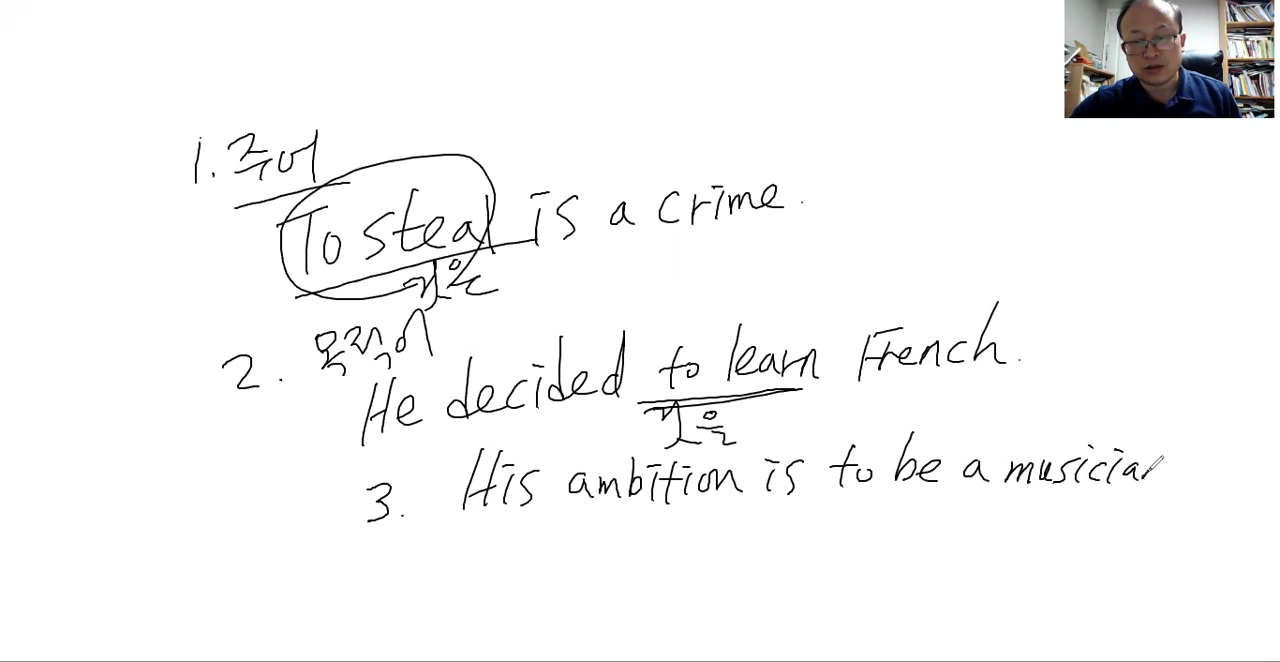 1. 주어
To steal is a crime.
것은
2. 목적어
He decided to learn French.
것을
3. His ambition is to be a musician